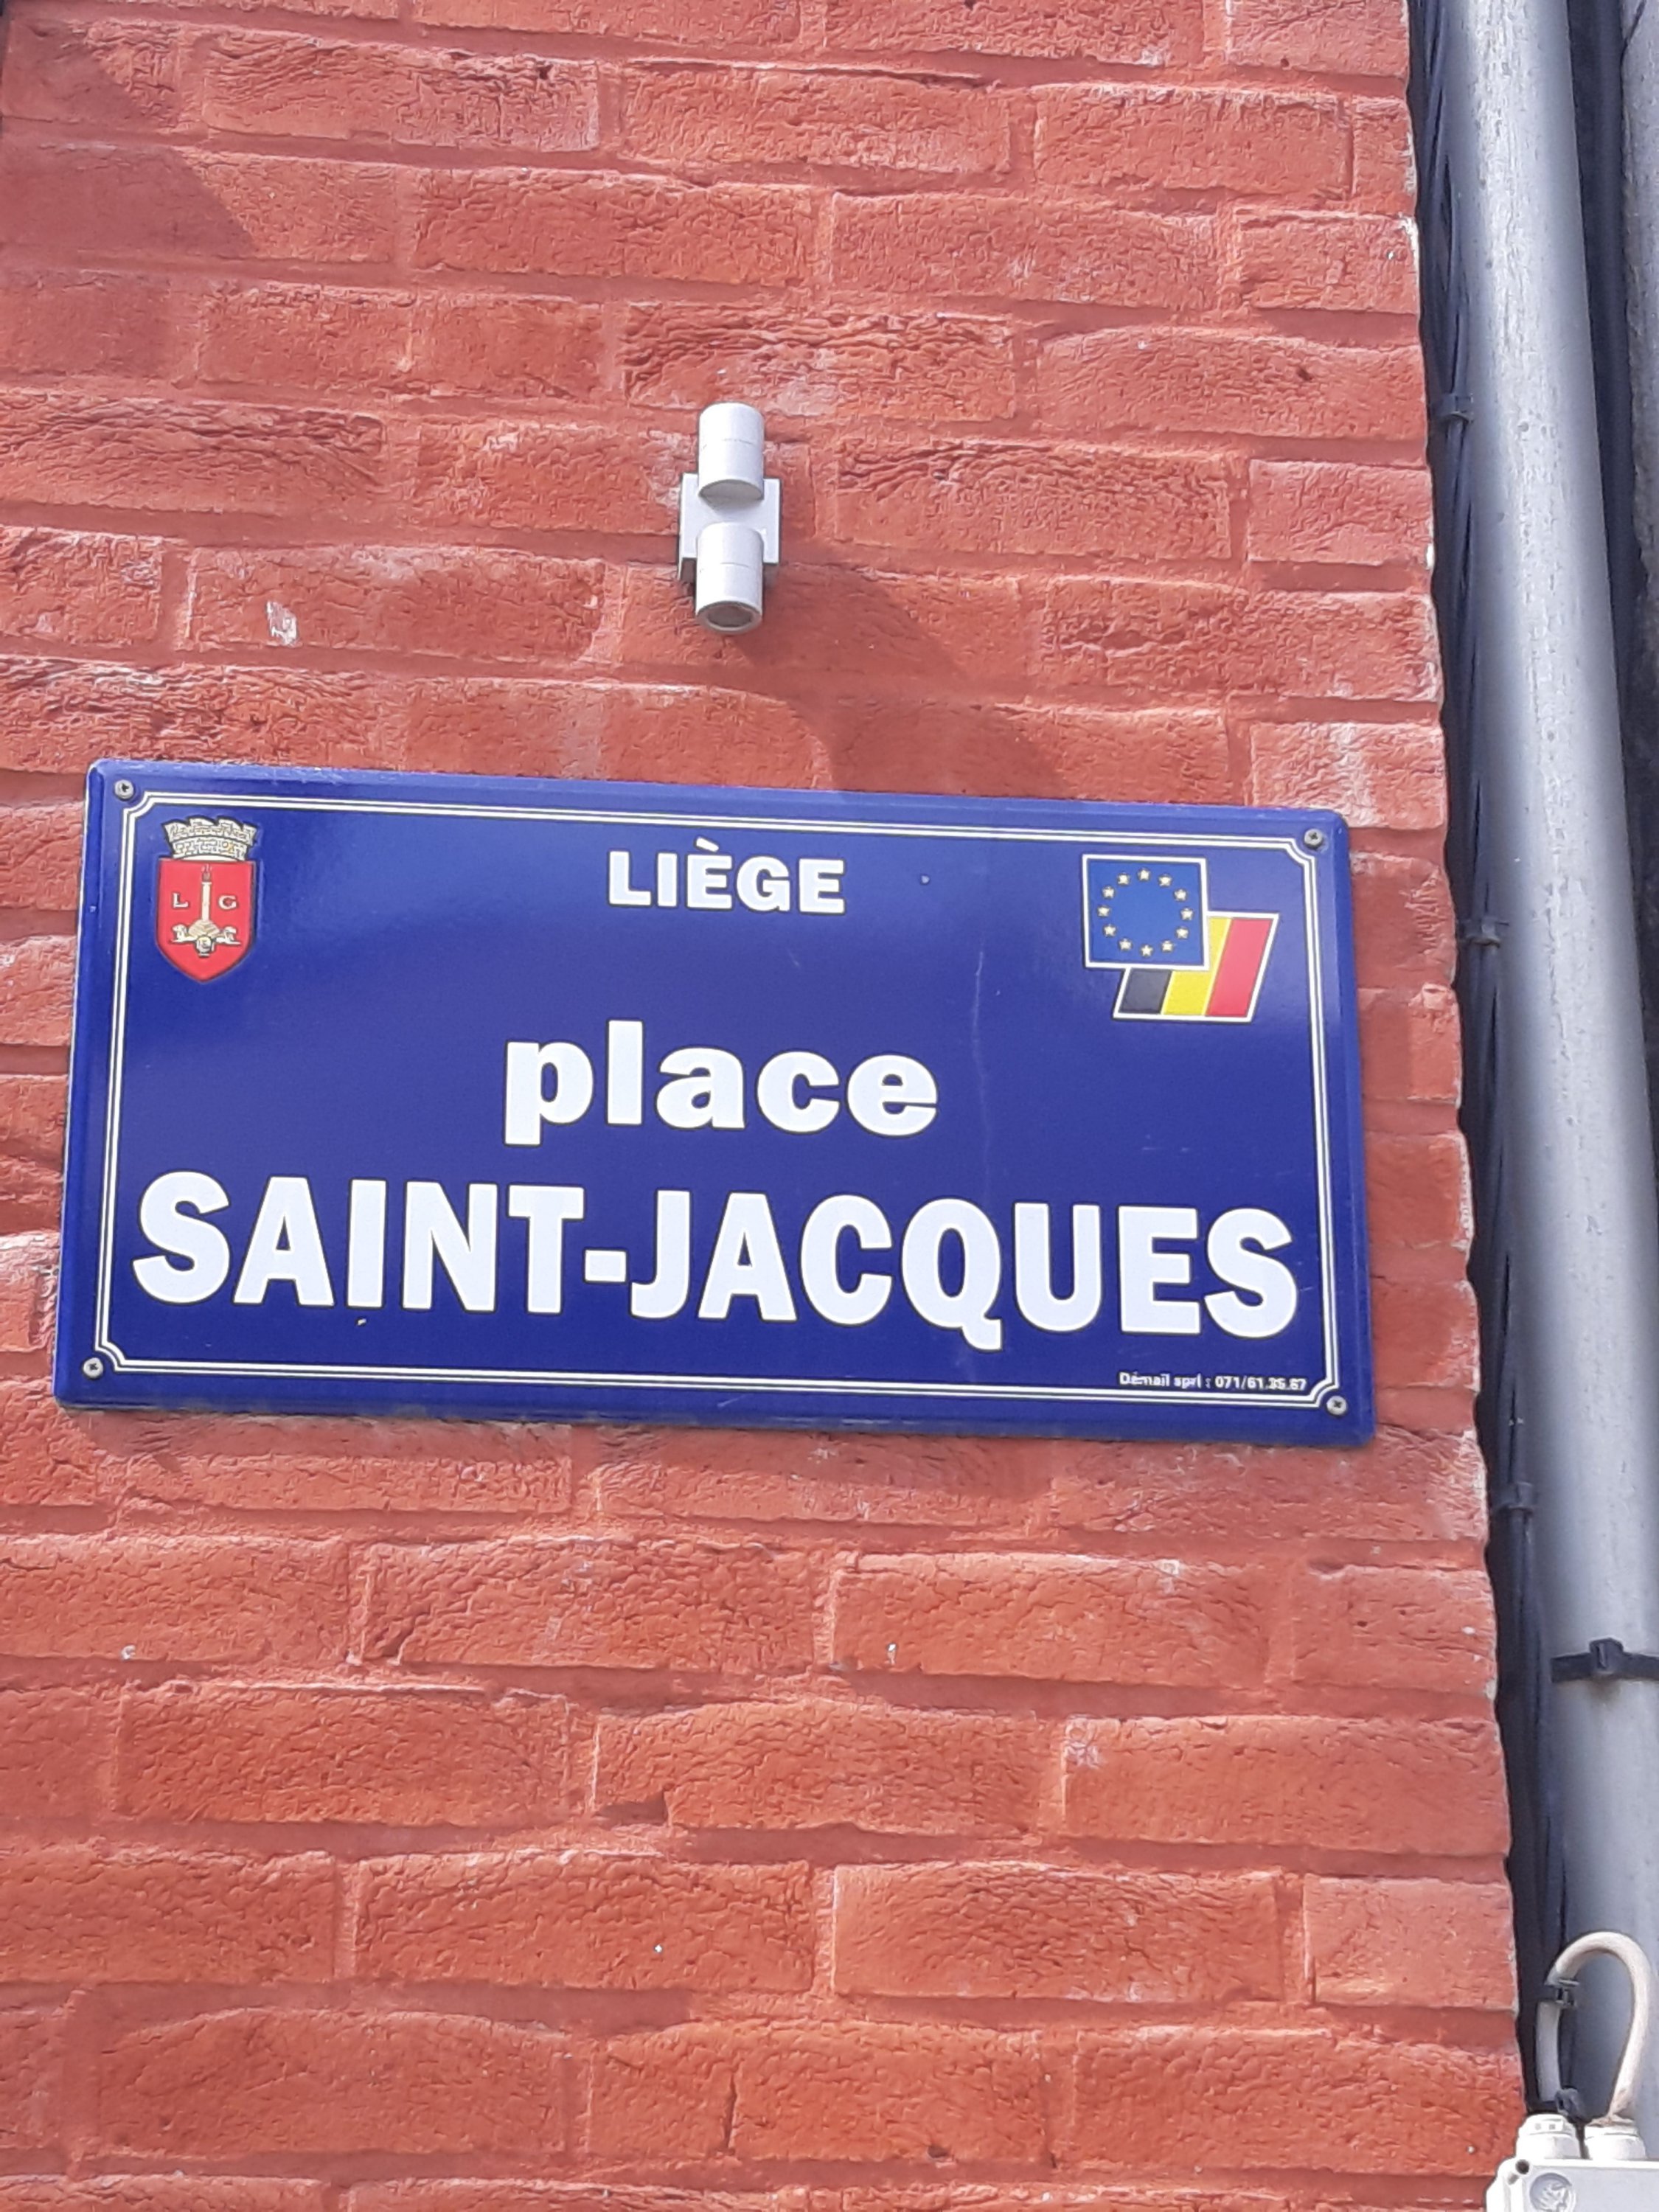 LIÈGE
L G
place
SAINT-JACQUES
Démail sprl : 071/61.35.67